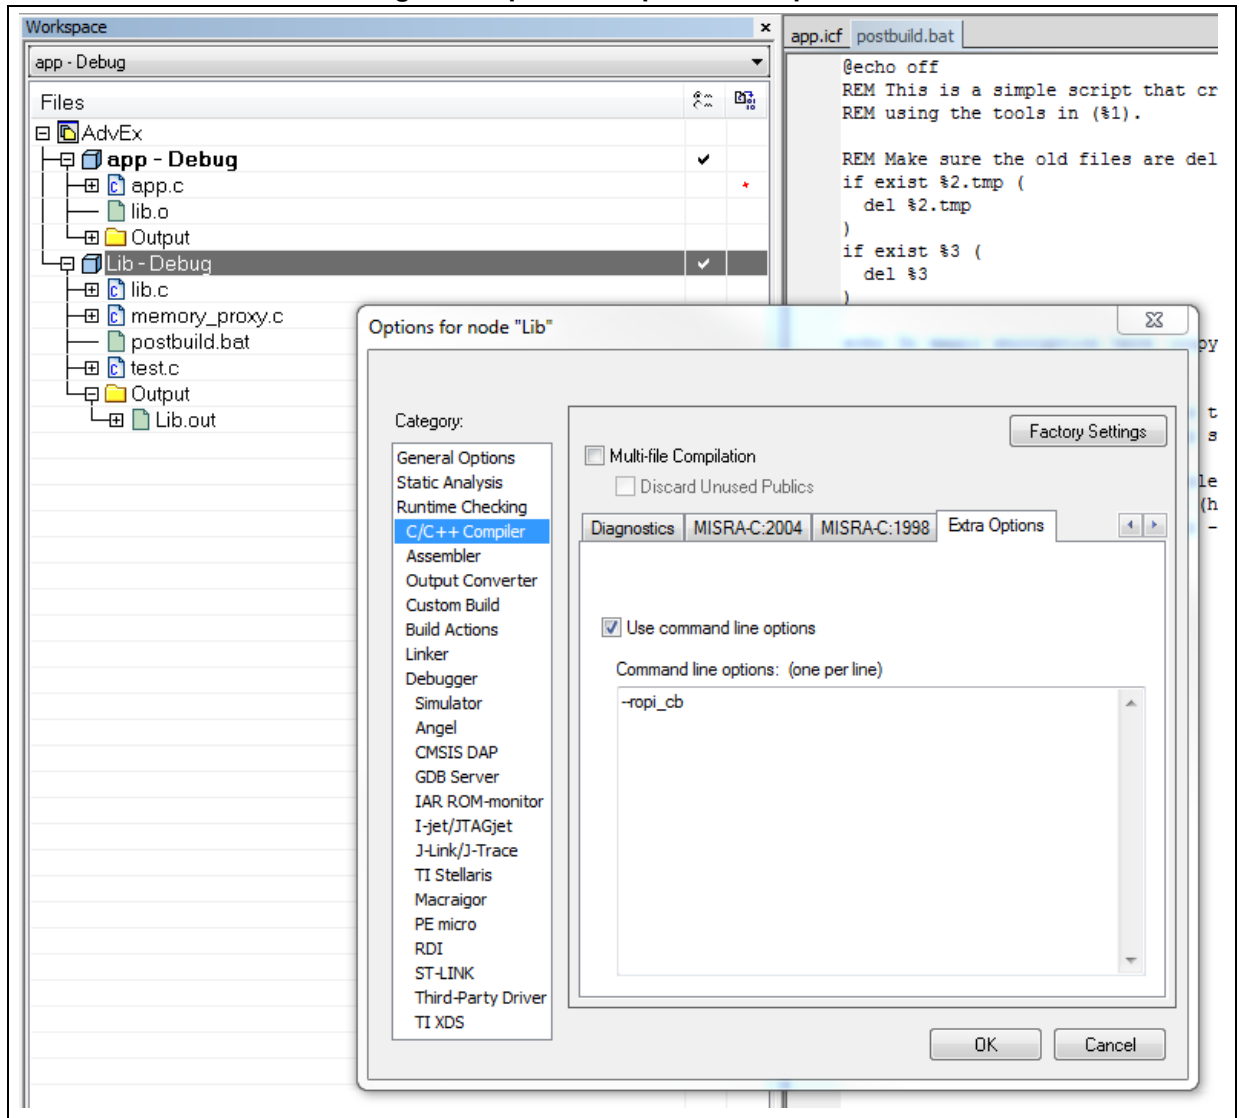 Workspace
app - Debug
Files
AdvEx
app - Debug
app.c
lib.o
Output
Lib - Debug
lib.c
memory_proxy.c
postbuild.bat
test.c
Output
Lib.out
app.icf postbuild.bat
@echo off
REM This is a simple script that cr
REM using the tools in (%1).
REM Make sure the old files are del
if exist %2.tmp (
del %2.tmp
)
if exist %3 (
del %3
)
Options for node "Lib"
Category:
General Options
Static Analysis
Runtime Checking
C/C++ Compiler
Assembler
Output Converter
Custom Build
Build Actions
Linker
Debugger
Simulator
Angel
CMSIS DAP
GDB Server
IAR ROM-monitor
I-jet/JTAGjet
J-Link/J-Trace
TI Stellaris
Macraigor
PE micro
RDI
ST-LINK
Third-Party Driver
TI XDS
Factory Settings
Multi-file Compilation
Discard Unused Publics
Diagnostics MISRA-C:2004 MISRA-C:1998 Extra Options
Use command line options
Command line options: (one per line)
--ropi_cb
OK Cancel